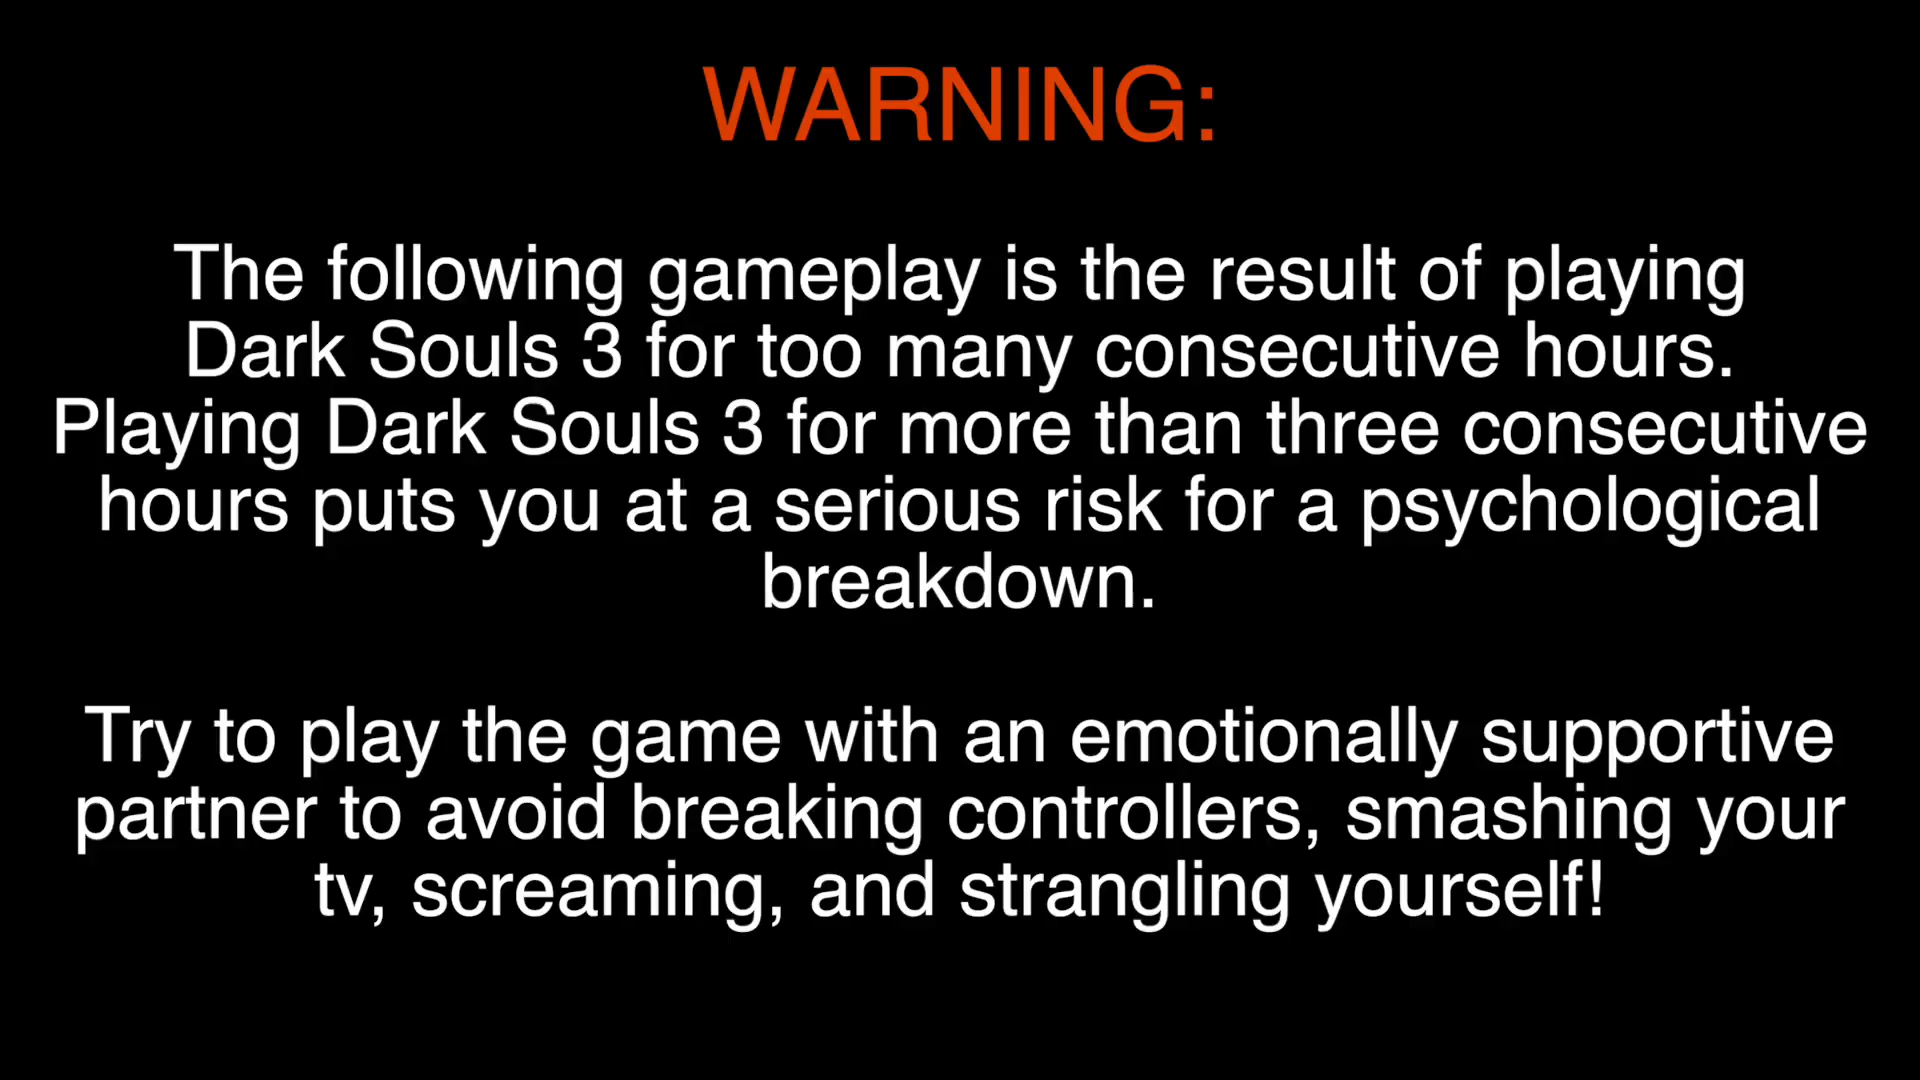 WARNING:
The following gameplay is the result of playing
Dark Souls 3 for too many consecutive hours.
Playing Dark Souls 3 for more than three consecutive
hours puts you at a serious risk for a psychological
breakdown.
Try to play the game with an emotionally supportive
partner to avoid breaking controllers, smashing your
tv, screaming, and strangling yourself!